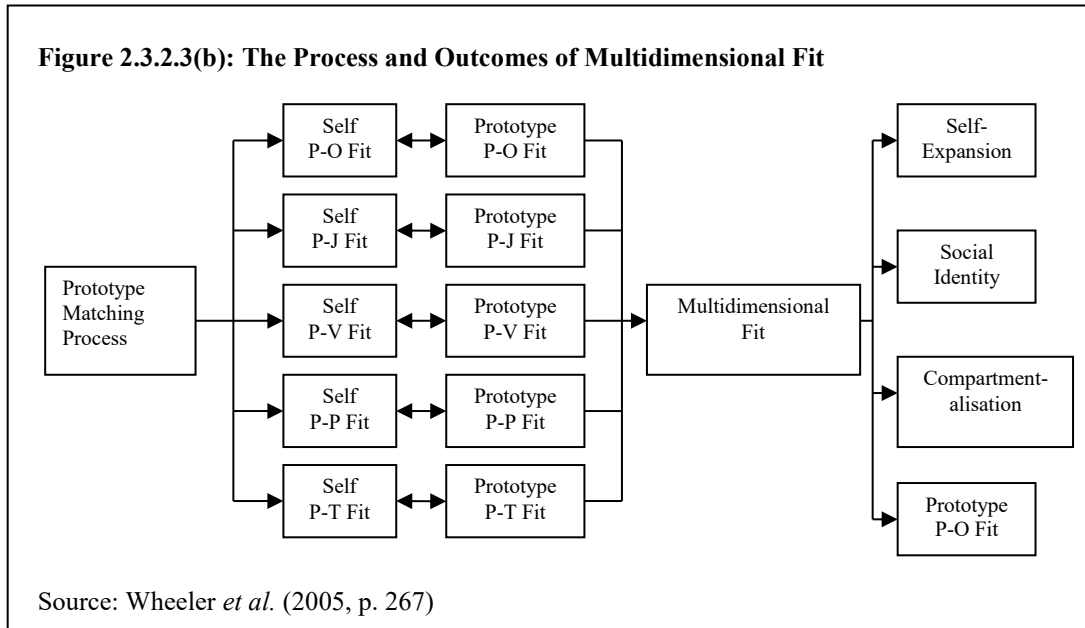 Figure 2.3.2.3(b): The Process and Outcomes of Multidimensional Fit
Prototype
Matching
Process
Self
P-O Fit
Prototype
P-O Fit
Self
P-J Fit
Prototype
P-J Fit
Self
P-V Fit
Prototype
P-V Fit
Self
P-P Fit
Prototype
P-P Fit
Self
P-T Fit
Prototype
P-T Fit
Multidimensional
Fit
Self-
Expansion
Social
Identity
Compartment-
alisation
Prototype
P-O Fit
Source: Wheeler et al. (2005, p. 267)